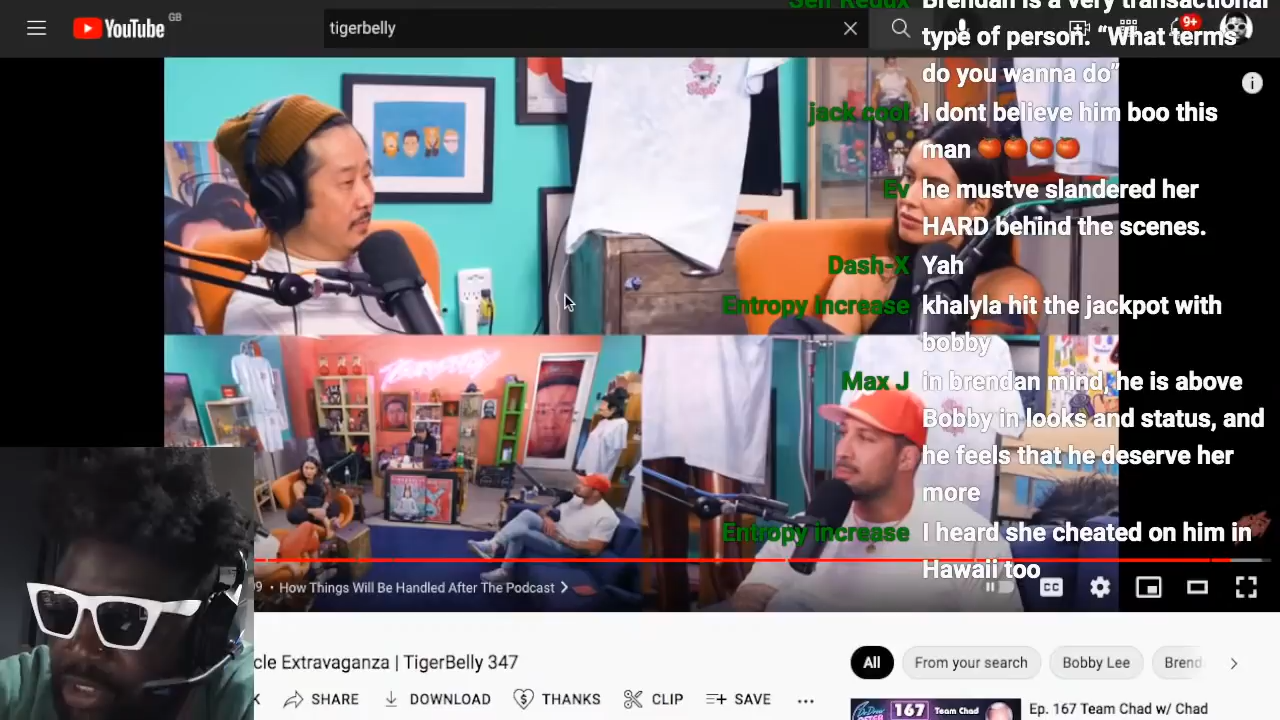 YouTube GB
tigerbelly
9+
Brendan is a very transactional
type of person. “What terms
do you wanna do”
jack cool I dont believe him boo this
man 🍅🍅🍅🍅
Ev he mustve slandered her
HARD behind the scenes.
Dash-X Yah
Entropy increase khalyla hit the jackpot with
bobby
Max J in brendan mind, he is above
Bobby in looks and status, and
he feels that he deserve her
more
Entropy increase I heard she cheated on him in
Hawaii too
• How Things Will Be Handled After The Podcast
CC
cle Extravaganza | TigerBelly 347
SHARE
DOWNLOAD
THANKS
CLIP
SAVE
All
From your search
Bobby Lee
Brend
167 Team Chad
Ep. 167 Team Chad w/ Chad